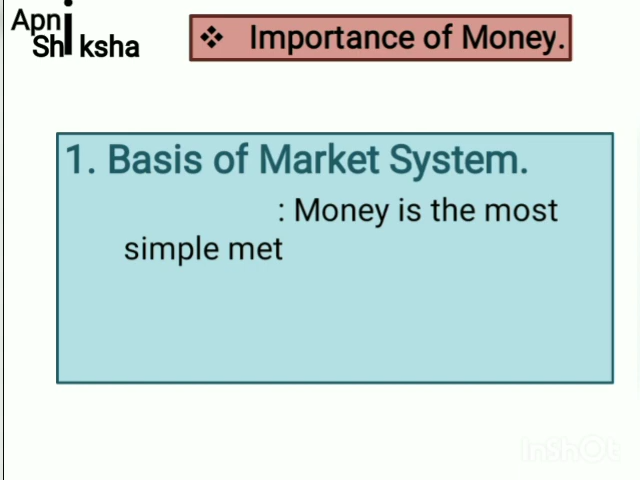 Apni
Shiksha
❖ Importance of Money.
1. Basis of Market System.
: Money is the most
simple met
InShOt